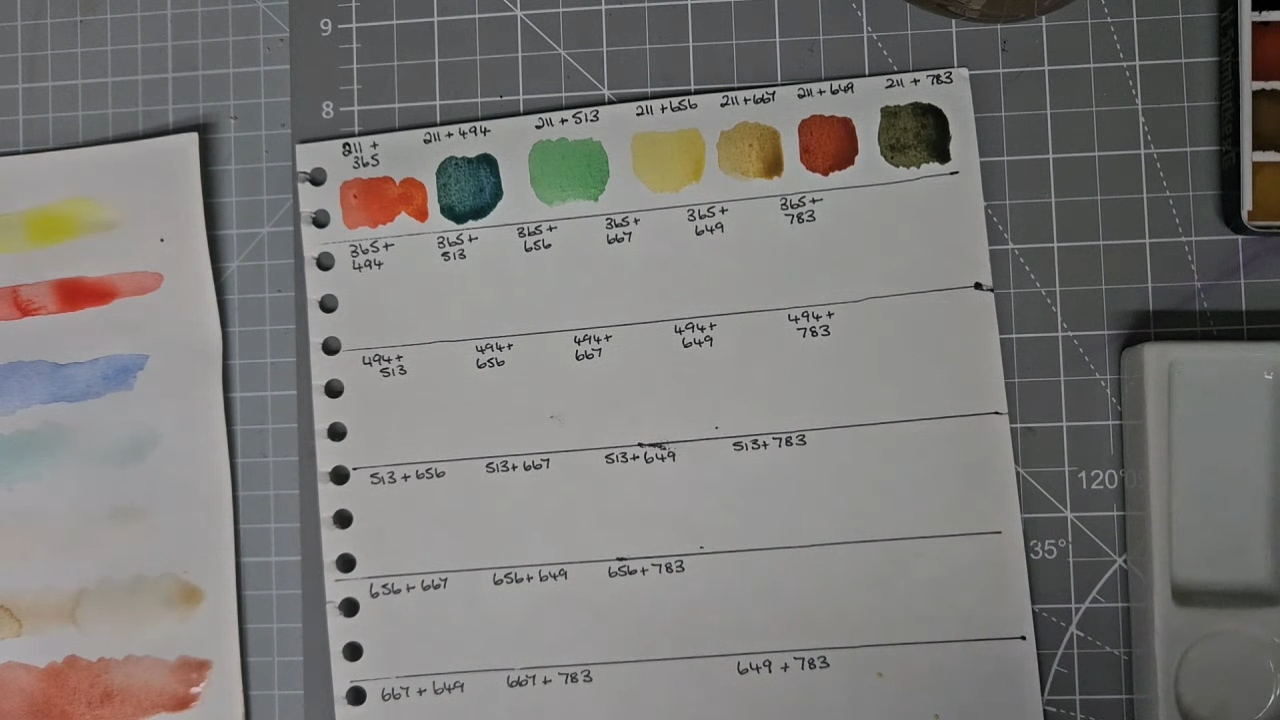 9
8
211 +
365
211 + 494
211 + 513
211 + 656
211 + 667
211 + 649
211 + 783
365 +
494
365 +
513
365 +
656
365 +
667
365 +
649
365 +
783
494 +
513
494 +
656
494 +
667
494 +
649
494 +
783
513 + 656
513 + 667
513 + 649
513 + 783
656 + 667
656 + 649
656 + 783
667 + 649
667 + 783
649 + 783
120°
35°